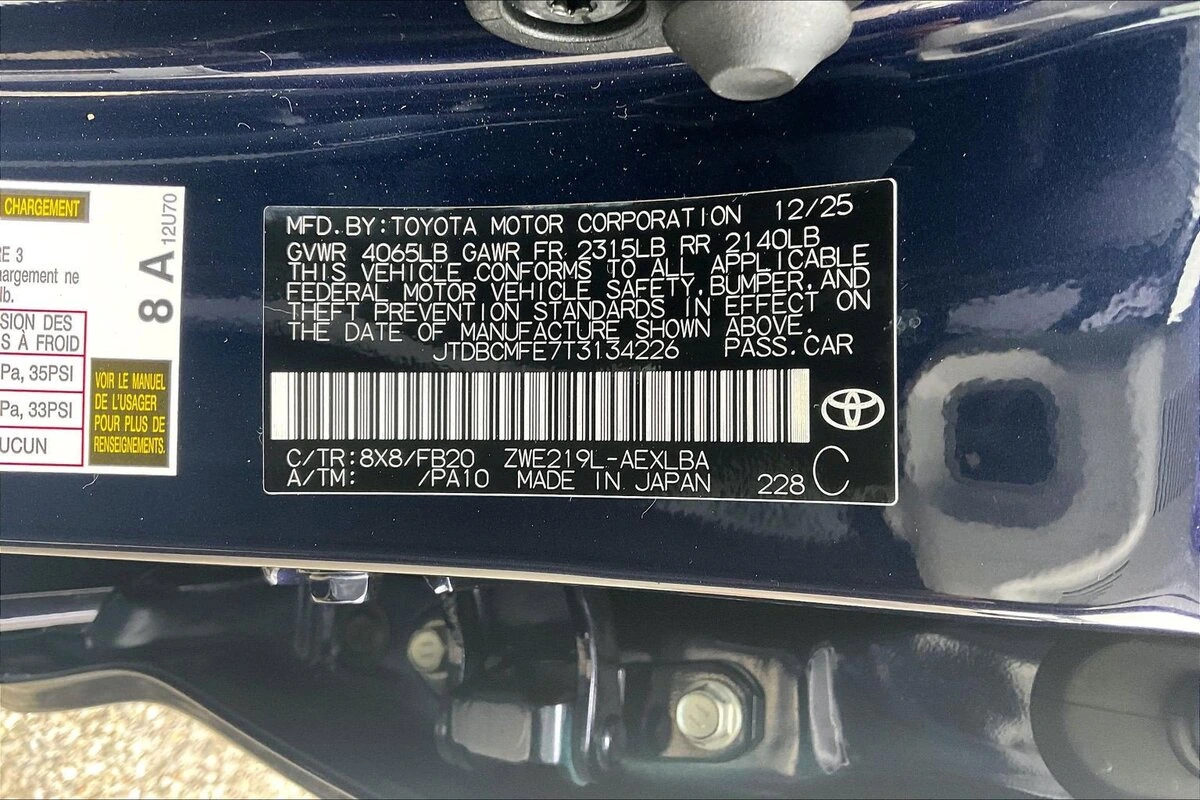 CHARGEMENT
RE 3
hargement ne
lb.
SION DES
S À FROID
Pa, 35PSI
Pa, 33PSI
UCUN
8 A
12U70
VOIR LE MANUEL
DE L'USAGER
POUR PLUS DE
RENSEIGNEMENTS.
MFD.BY:TOYOTA MOTOR CORPORATION 12/25
GVWR 4065LB GAWR FR 2315LB RR 2140LB
THIS VEHICLE CONFORMS TO ALL APPLICABLE
FEDERAL MOTOR VEHICLE SAFETY,BUMPER,AND
THEFT PREVENTION STANDARDS IN EFFECT ON
THE DATE OF MANUFACTURE SHOWN ABOVE.
JTDBCMFE7T3134226 PASS.CAR
C/TR:8X8/FB20 ZWE219L-AEXLBA
A/TM: /PA10 MADE IN JAPAN 228 C